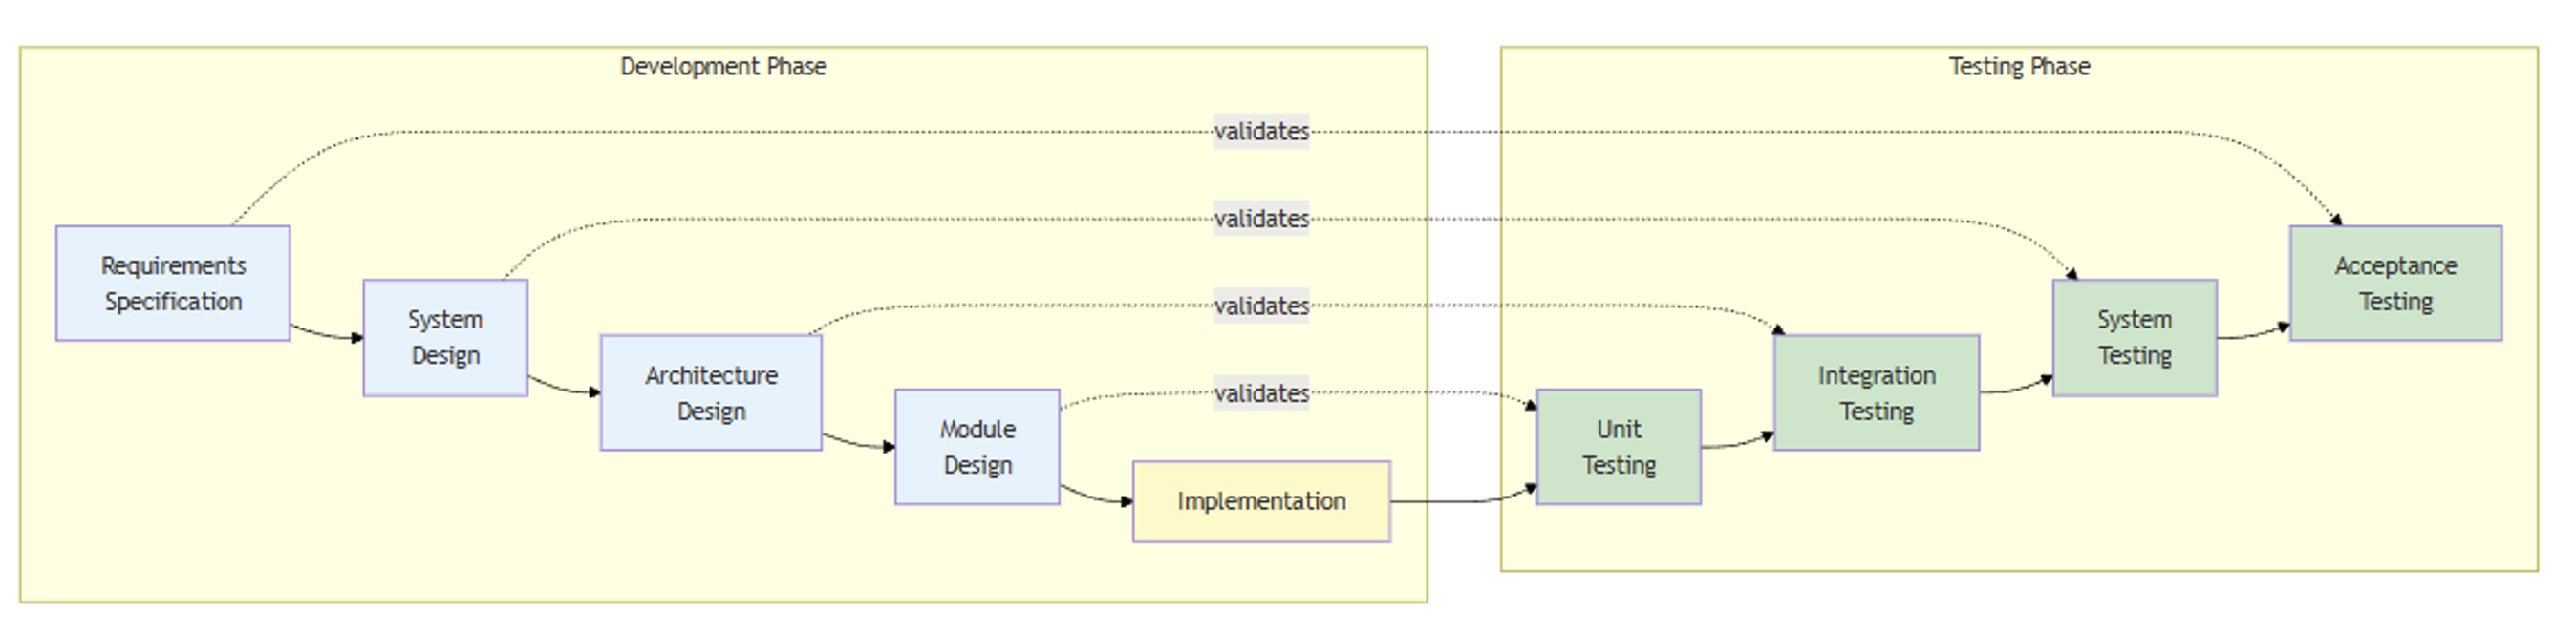 Development Phase
Testing Phase
validates
validates
validates
validates
Requirements
Specification
System
Design
Architecture
Design
Module
Design
Implementation
Unit
Testing
Integration
Testing
System
Testing
Acceptance
Testing